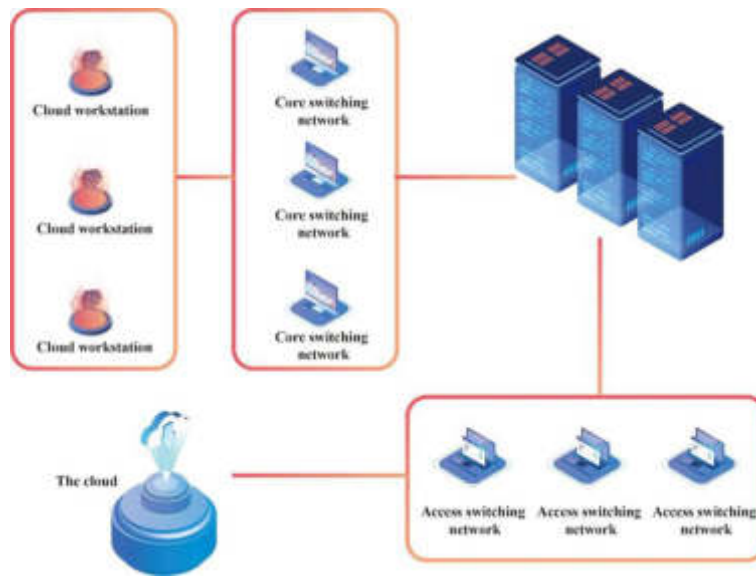 Cloud workstation
Cloud workstation
Cloud workstation
Core switching
network
Core switching
network
Core switching
network
The cloud
Access switching
network
Access switching
network
Access switching
network